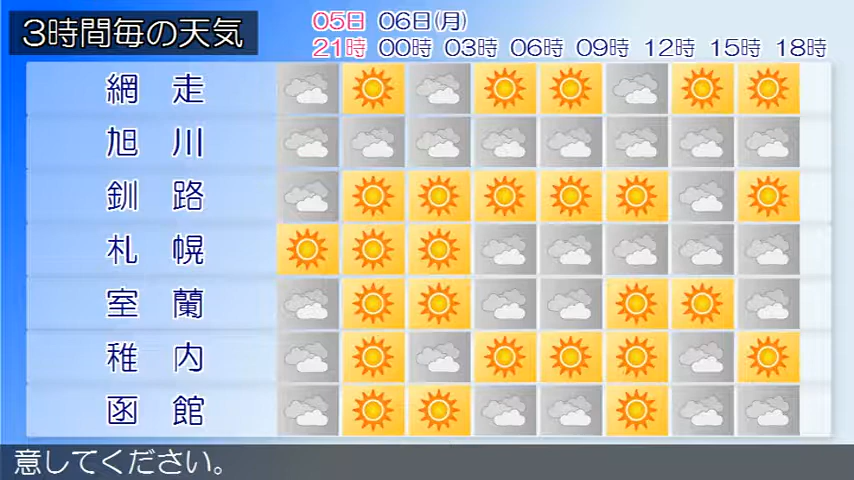 3時間毎の天気
05日 06日(月)
21時 00時 03時 06時 09時 12時 15時 18時
網走
旭川
釧路
札幌
室蘭
稚内
函館
意してください。